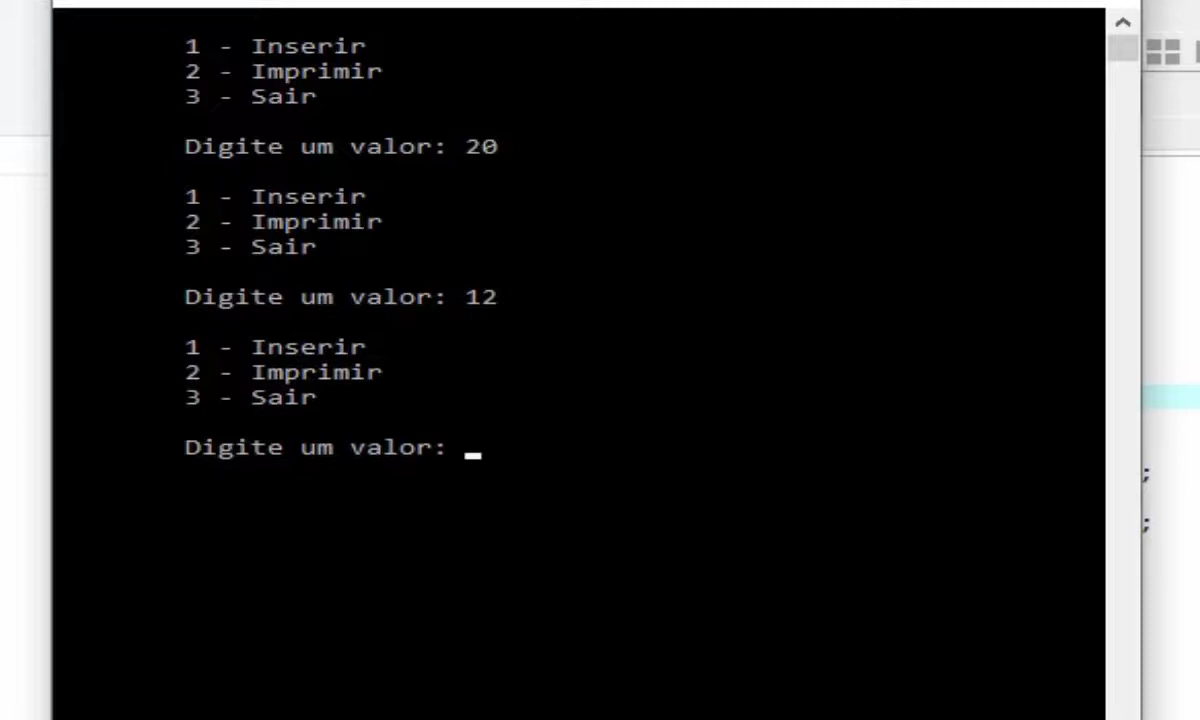 1 - Inserir
2 - Imprimir
3 - Sair
Digite um valor: 20
1 - Inserir
2 - Imprimir
3 - Sair
Digite um valor: 12
1 - Inserir
2 - Imprimir
3 - Sair
Digite um valor: _
;
;